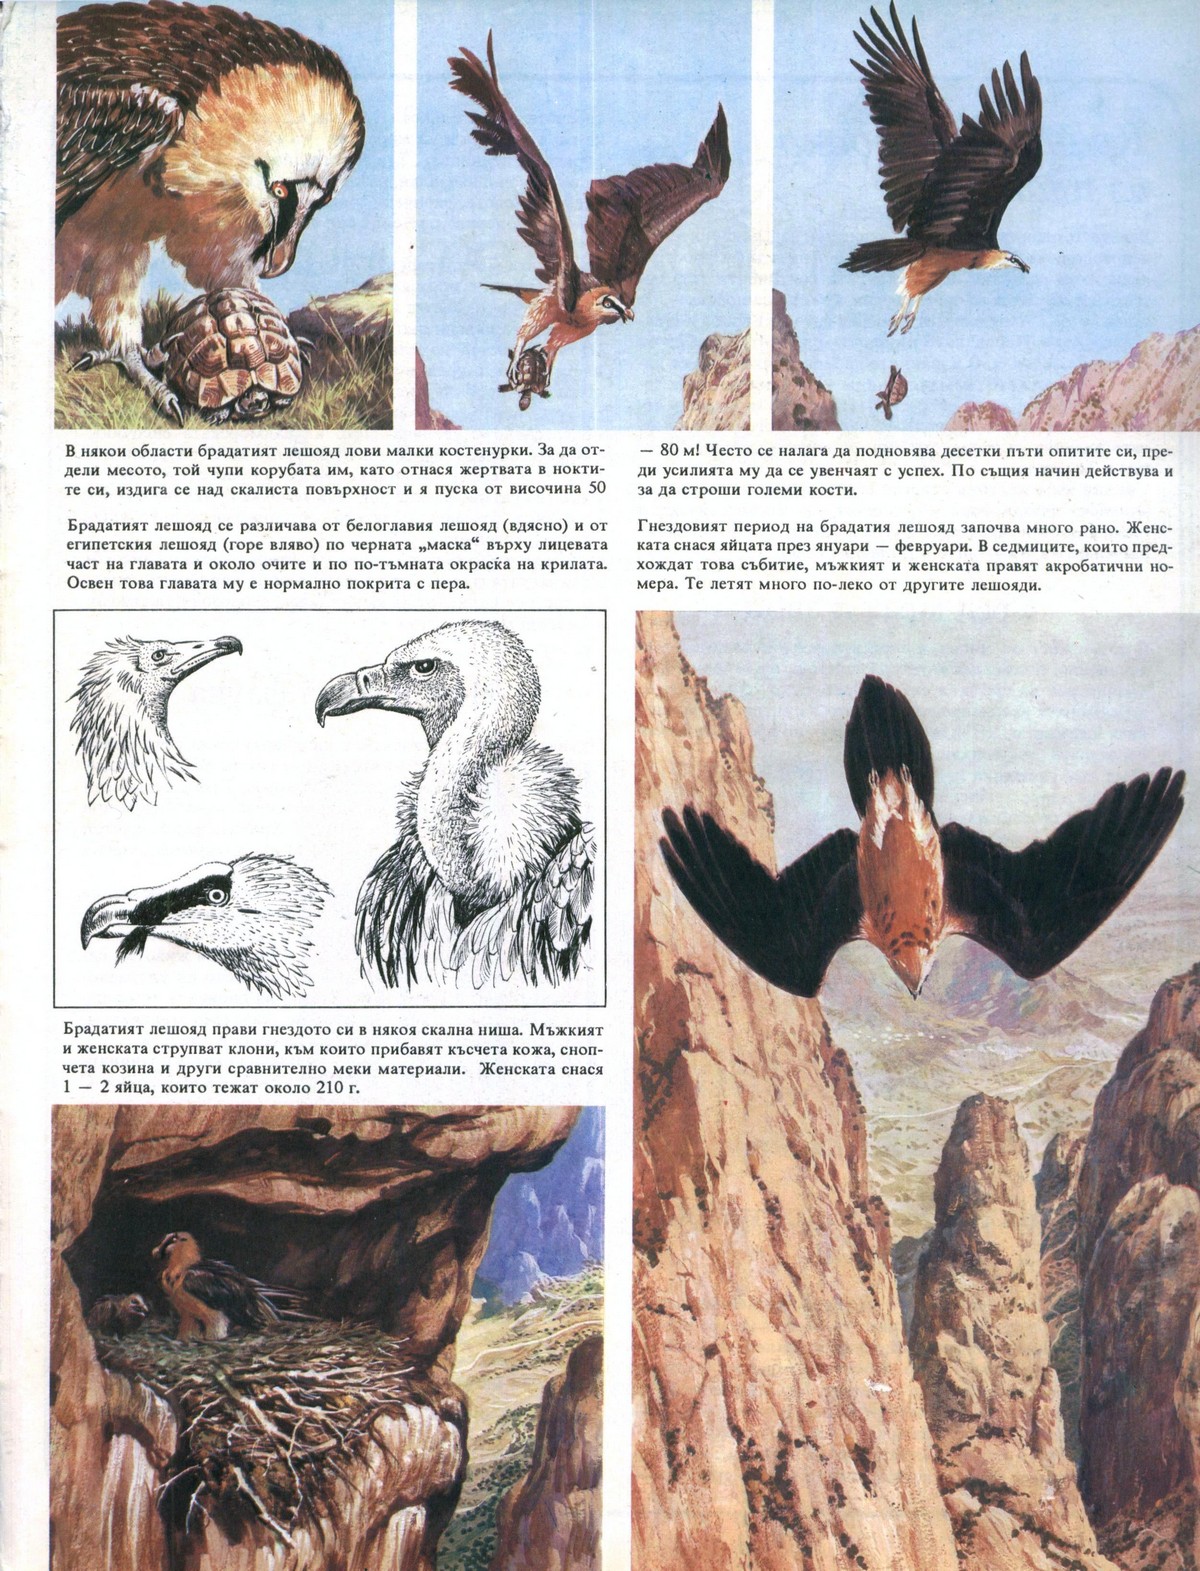 В някои области брадатият лешояд лови малки костенурки. За да от-
дели месото, той чупи корубата им, като отнася жертвата в нокти-
те си, издига се над скалиста повърхност и я пуска от височина 50
— 80 м! Често се налага да подновява десетки пъти опитите си, пре-
ди усилията му да се увенчаят с успех. По същия начин действува и
за да строши големи кости.
Брадатият лешояд се различава от белоглавия лешояд (вдясно) и от
египетския лешояд (горе вляво) по черната „маска“ върху лицевата
част на главата и около очите и по по-тъмната окраска на крилата.
Освен това главата му е нормално покрита с пера.
Гнездовият период на брадатия лешояд започва много рано. Женс-
ката снася яйцата през януари — февруари. В седмиците, които пред-
хождат това събитие, мъжкият и женската правят акробатични но-
мера. Те летят много по-леко от другите лешояди.
Брадатият лешояд прави гнездото си в някоя скална ниша. Мъжкият
и женската струпват клони, към които прибавят късчета кожа, сноп-
чета козина и други сравнително меки материали. Женската снася
1 — 2 яйца, които тежат около 210 г.